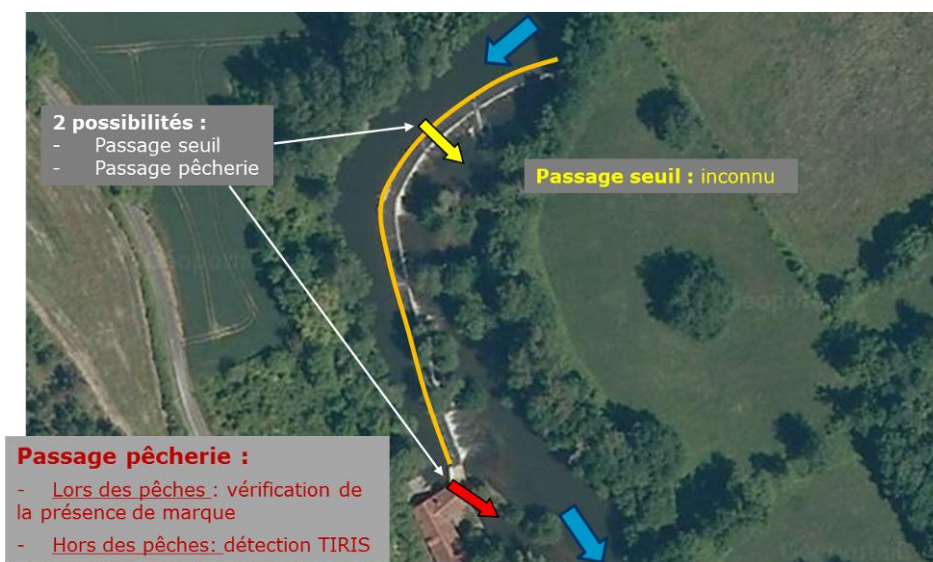 2 possibilités :
- Passage seuil
- Passage pêcherie
Passage seuil : inconnu
Passage pêcherie :
- Lors des pêches : vérification de
la présence de marque
- Hors des pêches: détection TIRIS